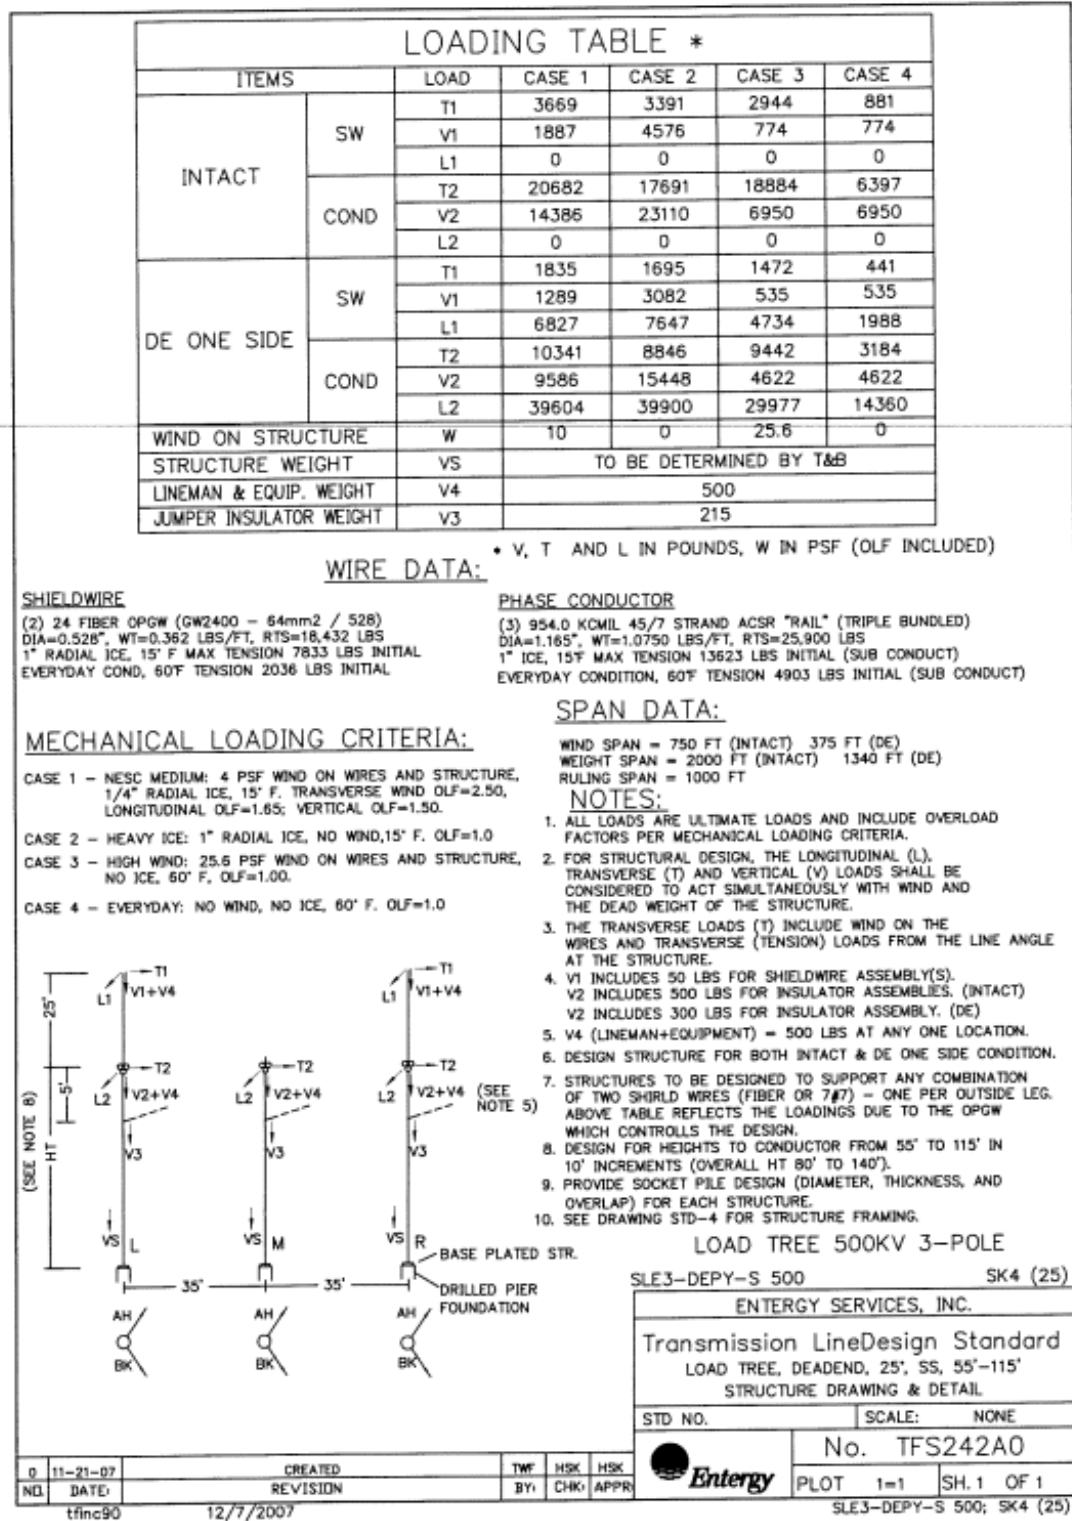 LOADING TABLE *
ITEMS LOAD CASE 1 CASE 2 CASE 3 CASE 4
INTACT SW T1 3669 3391 2944 881
V1 1887 4576 774 774
L1 0 0 0 0
COND T2 20682 17691 18884 6397
V2 14386 23110 6950 6950
L2 0 0 0 0
DE ONE SIDE SW T1 1835 1695 1472 441
V1 1289 3082 535 535
L1 6827 7647 4734 1988
COND T2 10341 8846 9442 3184
V2 9586 15448 4622 4622
L2 39604 39900 29977 14360
WIND ON STRUCTURE W 10 0 25.6 0
STRUCTURE WEIGHT VS TO BE DETERMINED BY T&B
LINEMAN & EQUIP. WEIGHT V4 500
JUMPER INSULATOR WEIGHT V3 215
* V, T AND L IN POUNDS, W IN PSF (OLF INCLUDED)
WIRE DATA:
SHIELDWIRE
(2) 24 FIBER OPGW (GW2400 - 64mm2 / 528)
DIA=0.528", WT=0.362 LBS/FT, RTS=18,432 LBS
1" RADIAL ICE, 15° F MAX TENSION 7833 LBS INITIAL
EVERYDAY COND, 60°F TENSION 2036 LBS INITIAL
PHASE CONDUCTOR
(3) 954.0 KCMIL 45/7 STRAND ACSR "RAIL" (TRIPLE BUNDLED)
DIA=1.165", WT=1.0750 LBS/FT, RTS=25,900 LBS
1" ICE, 15°F MAX TENSION 13623 LBS INITIAL (SUB CONDUCT)
EVERYDAY CONDITION, 60°F TENSION 4903 LBS INITIAL (SUB CONDUCT)
SPAN DATA:
WIND SPAN = 750 FT (INTACT) 375 FT (DE)
WEIGHT SPAN = 2000 FT (INTACT) 1340 FT (DE)
RULING SPAN = 1000 FT
MECHANICAL LOADING CRITERIA:
CASE 1 - NESC MEDIUM: 4 PSF WIND ON WIRES AND STRUCTURE,
1/4" RADIAL ICE, 15° F. TRANSVERSE WIND OLF=2.50,
LONGITUDINAL OLF=1.65; VERTICAL OLF=1.50.
CASE 2 - HEAVY ICE: 1" RADIAL ICE, NO WIND,15° F. OLF=1.0
CASE 3 - HIGH WIND: 25.6 PSF WIND ON WIRES AND STRUCTURE,
NO ICE, 60° F, OLF=1.00.
CASE 4 - EVERYDAY: NO WIND, NO ICE, 60° F. OLF=1.0
NOTES:
1. ALL LOADS ARE ULTIMATE LOADS AND INCLUDE OVERLOAD
FACTORS PER MECHANICAL LOADING CRITERIA.
2. FOR STRUCTURAL DESIGN, THE LONGITUDINAL (L),
TRANSVERSE (T) AND VERTICAL (V) LOADS SHALL BE
CONSIDERED TO ACT SIMULTANEOUSLY WITH WIND AND
THE DEAD WEIGHT OF THE STRUCTURE.
3. THE TRANSVERSE LOADS (T) INCLUDE WIND ON THE
WIRES AND TRANSVERSE (TENSION) LOADS FROM THE LINE ANGLE
AT THE STRUCTURE.
4. V1 INCLUDES 50 LBS FOR SHIELDWIRE ASSEMBLY(S).
V2 INCLUDES 500 LBS FOR INSULATOR ASSEMBLIES. (INTACT)
V2 INCLUDES 300 LBS FOR INSULATOR ASSEMBLY. (DE)
5. V4 (LINEMAN+EQUIPMENT) = 500 LBS AT ANY ONE LOCATION.
6. DESIGN STRUCTURE FOR BOTH INTACT & DE ONE SIDE CONDITION.
7. STRUCTURES TO BE DESIGNED TO SUPPORT ANY COMBINATION
OF TWO SHIRLD WIRES (FIBER OR 7#7) - ONE PER OUTSIDE LEG.
ABOVE TABLE REFLECTS THE LOADINGS DUE TO THE OPGW
WHICH CONTROLLS THE DESIGN.
8. DESIGN FOR HEIGHTS TO CONDUCTOR FROM 55' TO 115' IN
10' INCREMENTS (OVERALL HT 80' TO 140').
9. PROVIDE SOCKET PILE DESIGN (DIAMETER, THICKNESS, AND
OVERLAP) FOR EACH STRUCTURE.
10. SEE DRAWING STD-4 FOR STRUCTURE FRAMING.
T1 T1
L1 V1+V4 L1 V1+V4
25'
T2 T2 T2
5'
L2 V2+V4 L2 V2+V4 L2 V2+V4 (SEE
NOTE 5)
(SEE NOTE 8)
HT
V3 V3
VS L VS M VS R
BASE PLATED STR.
35' 35' DRILLED PIER
FOUNDATION
AH AH AH
BK BK BK
LOAD TREE 500KV 3-POLE
SLE3-DEPY-S 500 SK4 (25)
ENTERGY SERVICES, INC.
Transmission LineDesign Standard
LOAD TREE, DEADEND, 25', SS, 55'-115'
STRUCTURE DRAWING & DETAIL
STD NO. SCALE: NONE
Entergy
No. TFS242A0
PLOT 1=1 SH. 1 OF 1
0 11-21-07 CREATED TWF HSK HSK
NO. DATE: REVISION BY: CHK: APPR:
tfinc90 12/7/2007 SLE3-DEPY-S 500; SK4 (25)